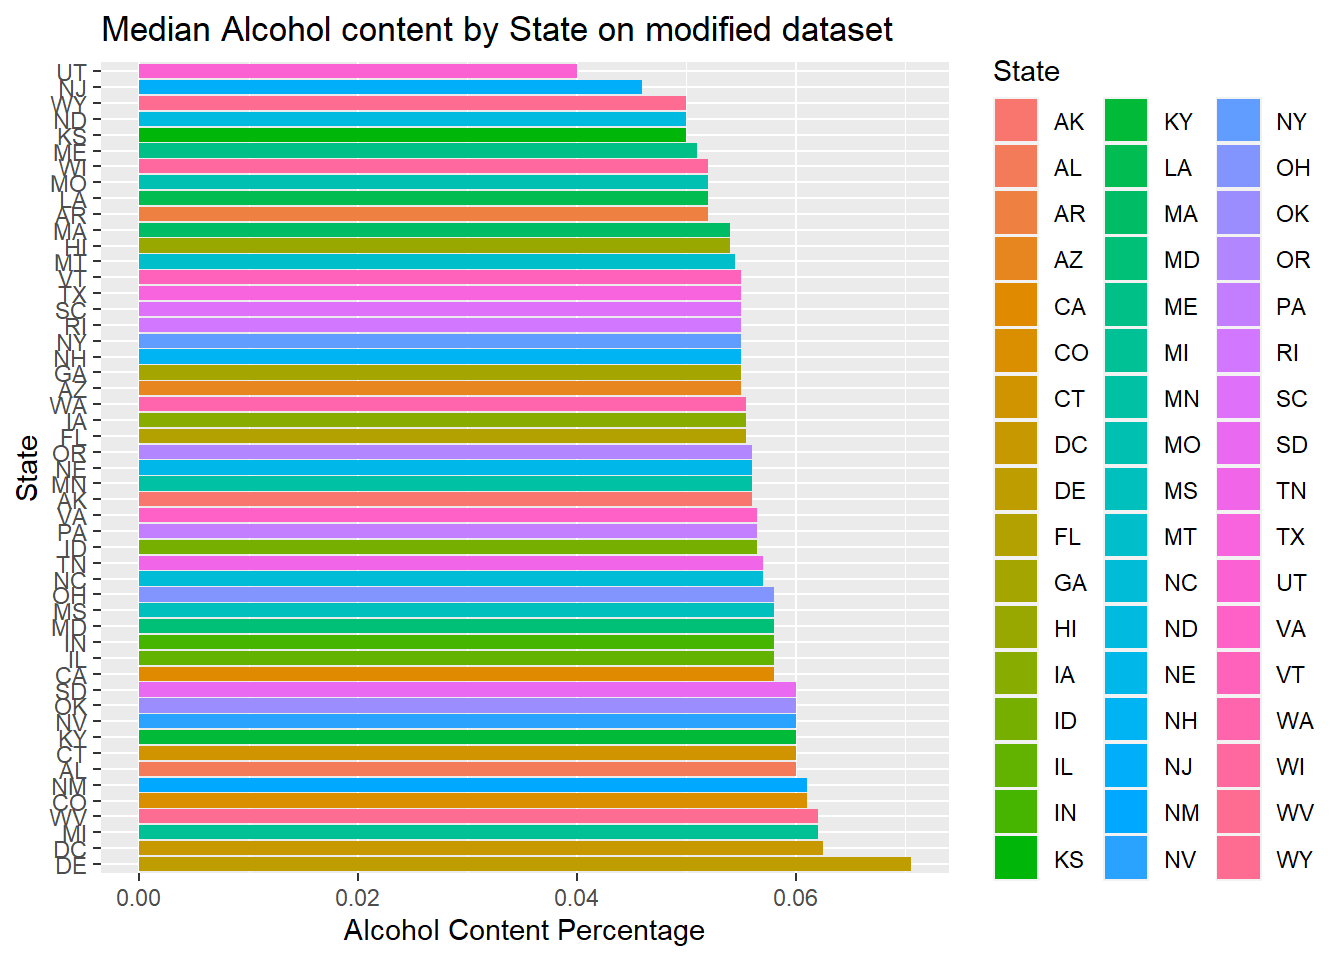 Median Alcohol content by State on modified dataset
State
UT
NJ
WY
ND
KS
ME
WI
MO
LA
AR
MA
HI
MT
VT
TX
SC
RI
NY
NH
GA
AZ
WA
IA
FL
OR
NE
MN
AK
VA
PA
ID
TN
NC
OH
MS
MD
IN
IL
CA
SD
OK
NV
KY
CT
AL
NM
CO
WV
MI
DC
DE
0.00 0.02 0.04 0.06
Alcohol Content Percentage
State
AK KY NY
AL LA OH
AR MA OK
AZ MD OR
CA ME PA
CO MI RI
CT MN SC
DC MO SD
DE MS TN
FL MT TX
GA NC UT
HI ND VA
IA NE VT
ID NH WA
IL NJ WI
IN NM WV
KS NV WY